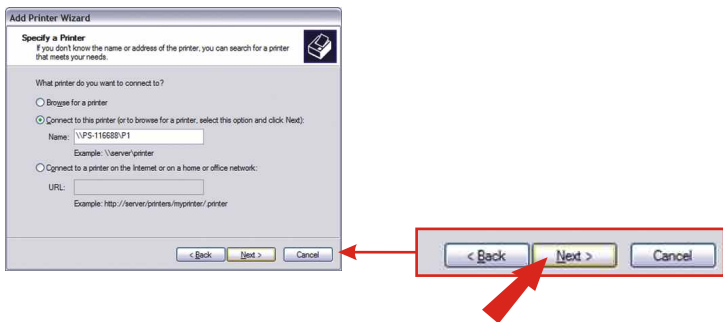 Add Printer Wizard
Specify a Printer
If you don't know the name or address of the printer, you can search for a printer
that meets your needs.
What printer do you want to connect to?
Browse for a printer
Connect to this printer (or to browse for a printer, select this option and click Next):
Name: \\PS-116688\P1
Example: \\server\printer
Connect to a printer on the Internet or on a home or office network:
URL:
Example: http://server/printers/myprinter/.printer
< Back Next > Cancel
< Back Next > Cancel